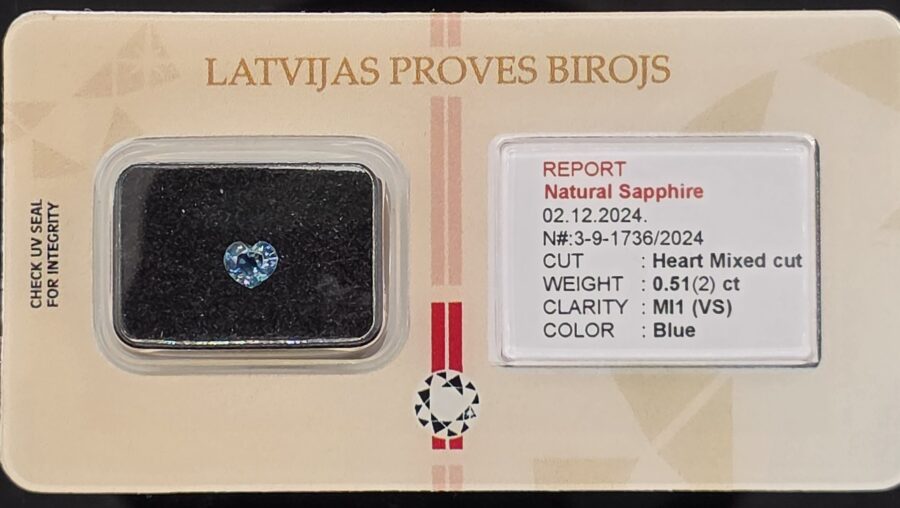 LATVIJAS PROVES BIROJS
CHECK UV SEAL
FOR INTEGRITY
REPORT
Natural Sapphire
02.12.2024.
N#:3-9-1736/2024
CUT : Heart Mixed cut
WEIGHT : 0.51(2) ct
CLARITY : MI1 (VS)
COLOR : Blue